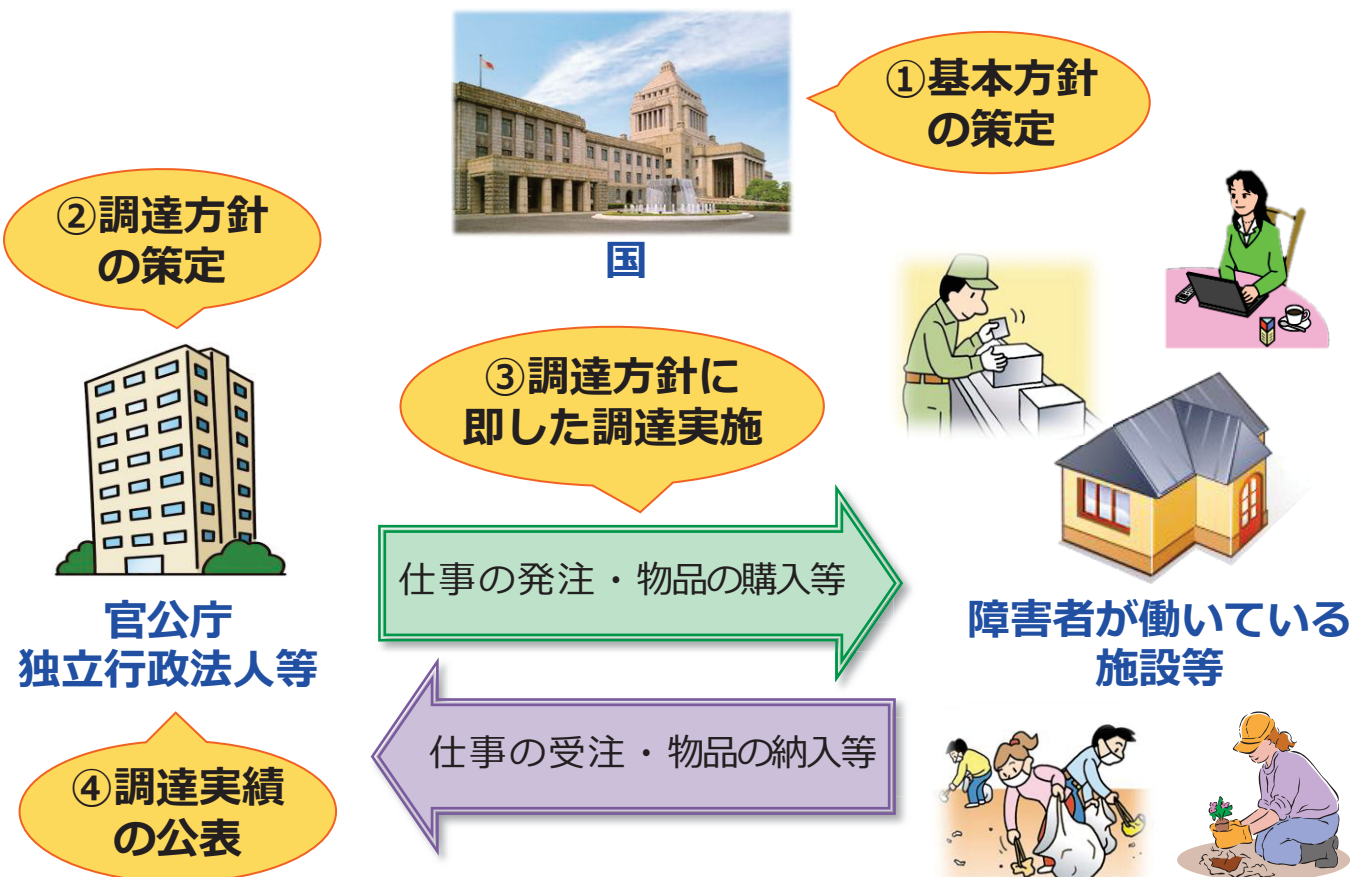 ①基本方針
の策定
国
②調達方針
の策定
③調達方針に
即した調達実施
仕事の発注・物品の購入等
官公庁
独立行政法人等
障害者が働いている
施設等
仕事の受注・物品の納入等
④調達実績
の公表